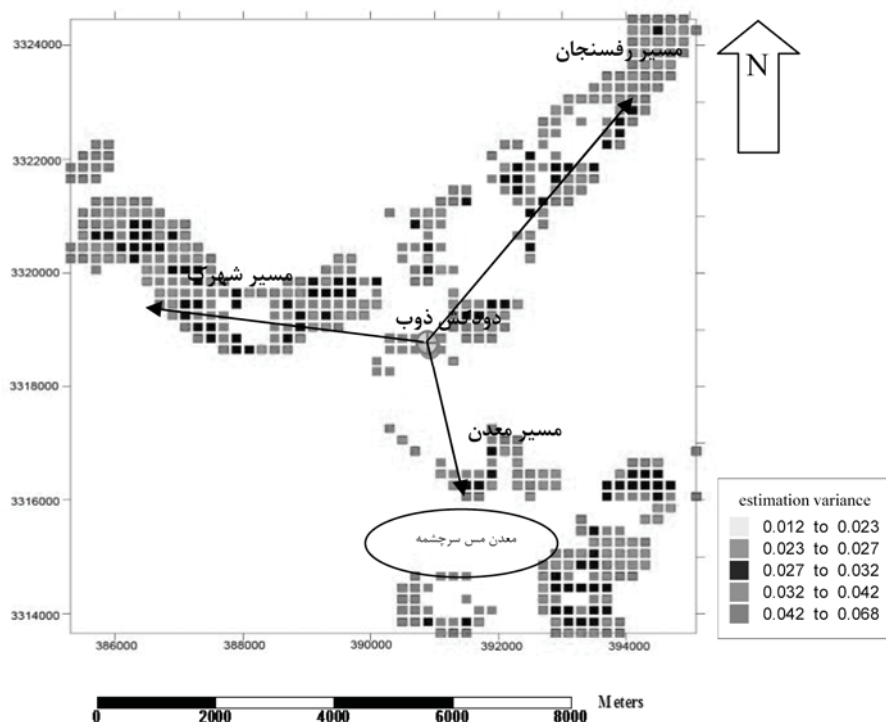 3324000
مسیر رفسنجان
N
3322000
3320000
مسیر شهرک
دودکش ذوب
3318000
مسیر معدن
3316000
معدن مس سرچشمه
3314000
386000 388000 390000 392000 394000
estimation variance
0.012 to 0.023
0.023 to 0.027
0.027 to 0.032
0.032 to 0.042
0.042 to 0.068
Meters
0 2000 4000 6000 8000